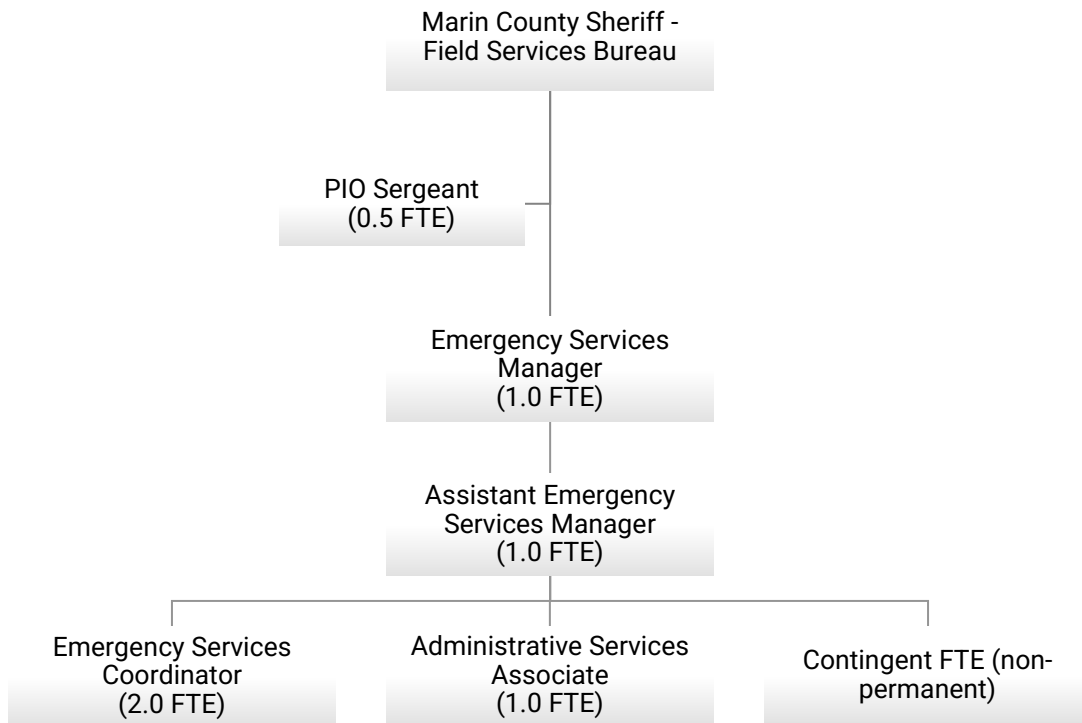 Marin County Sheriff -
Field Services Bureau
PIO Sergeant
(0.5 FTE)
Emergency Services
Manager
(1.0 FTE)
Assistant Emergency
Services Manager
(1.0 FTE)
Emergency Services
Coordinator
(2.0 FTE)
Administrative Services
Associate
(1.0 FTE)
Contingent FTE (non-
permanent)